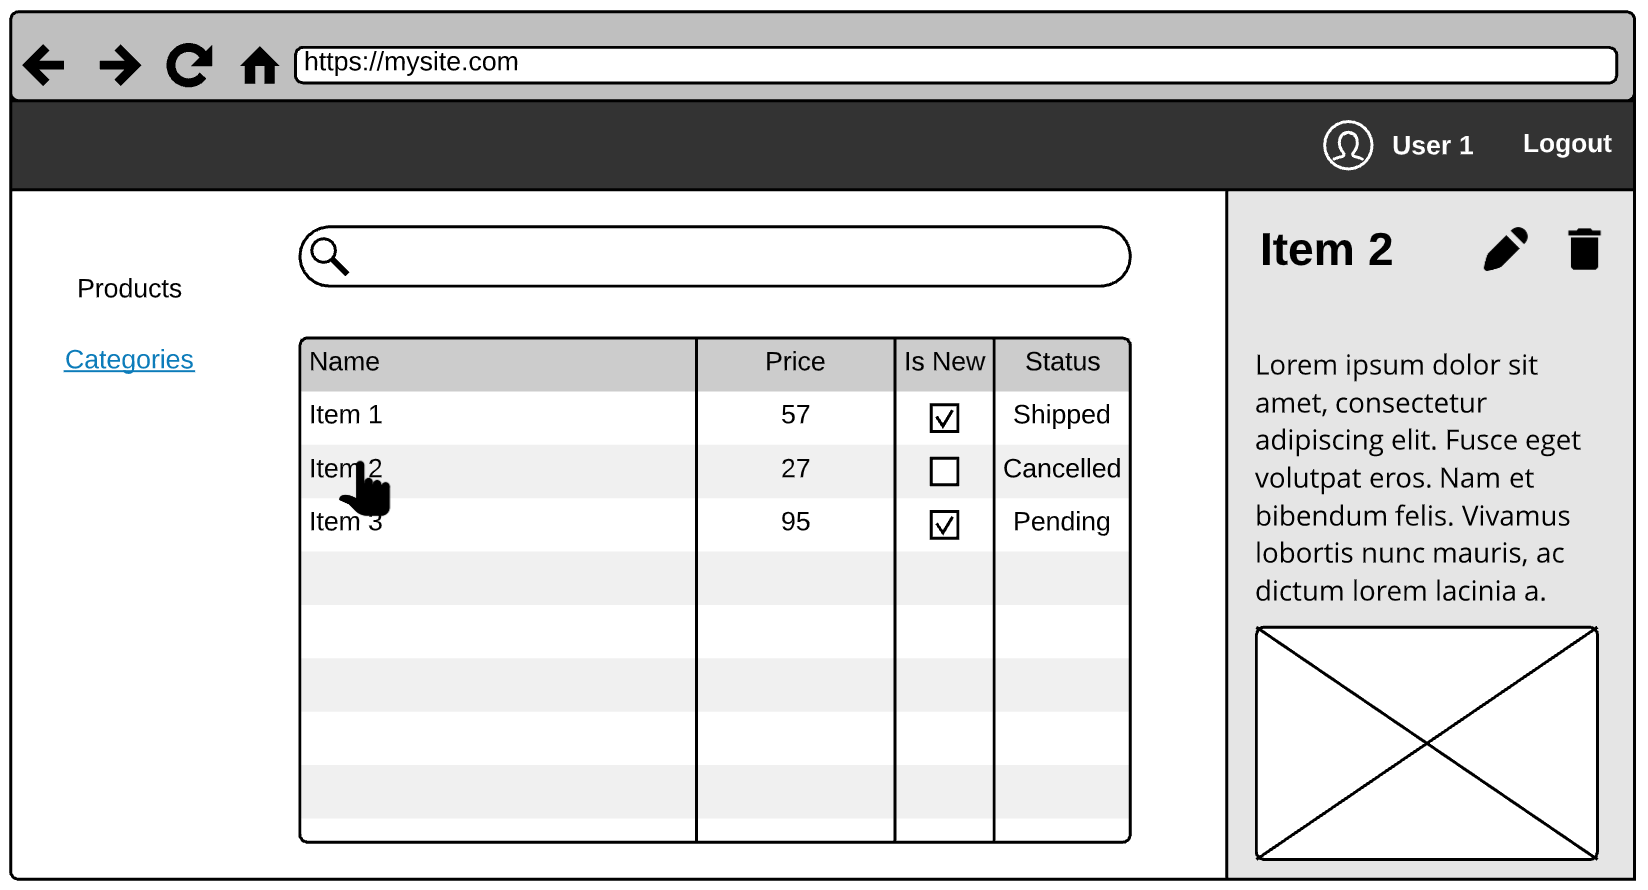 https://mysite.com
User 1 Logout
Products
Categories
Name Price Is New Status
Item 1 57 Shipped
Item 2 27 Cancelled
Item 3 95 Pending
Item 2
Lorem ipsum dolor sit
amet, consectetur
adipiscing elit. Fusce eget
volutpat eros. Nam et
bibendum felis. Vivamus
lobortis nunc mauris, ac
dictum lorem lacinia a.